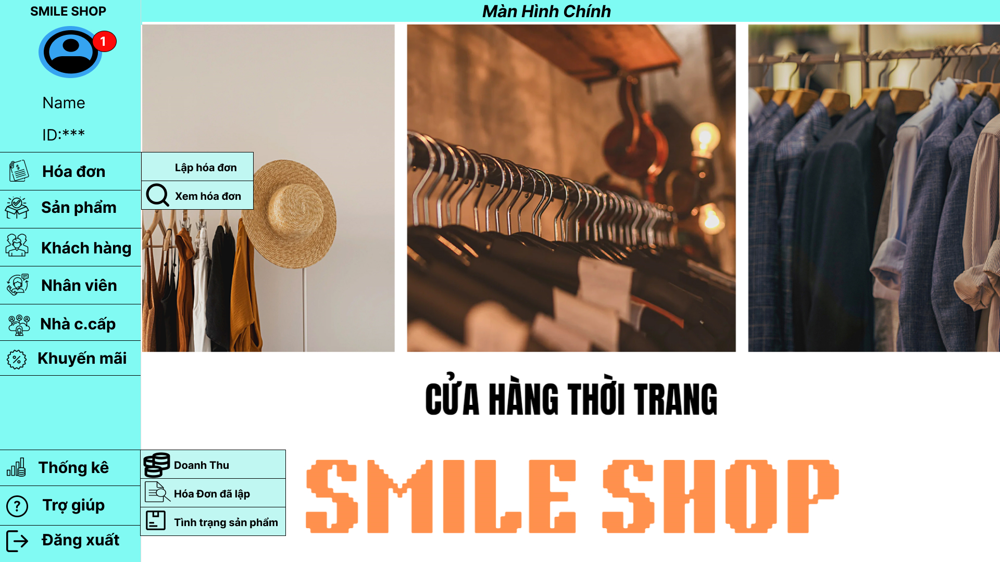 SMILE SHOP
Màn Hình Chính
1
Name
ID:***
Hóa đơn
Lập hóa đơn
Xem hóa đơn
Sản phẩm
Khách hàng
Nhân viên
Nhà c.cấp
Khuyến mãi
CỬA HÀNG THỜI TRANG
SMILE SHOP
Thống kê
Doanh Thu
Hóa Đơn đã lập
Tình trạng sản phẩm
Trợ giúp
Đăng xuất